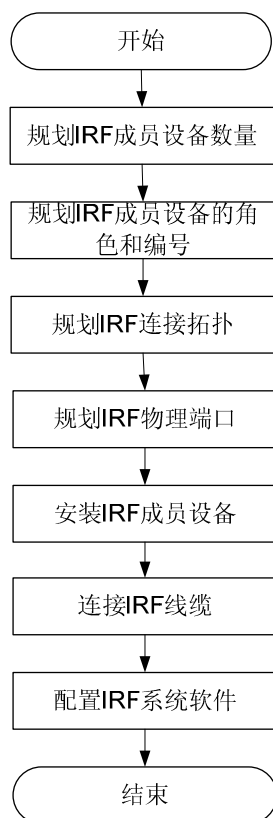 开始
规划IRF成员设备数量
规划IRF成员设备的角
色和编号
规划IRF连接拓扑
规划IRF物理端口
安装IRF成员设备
连接IRF线缆
配置IRF系统软件
结束